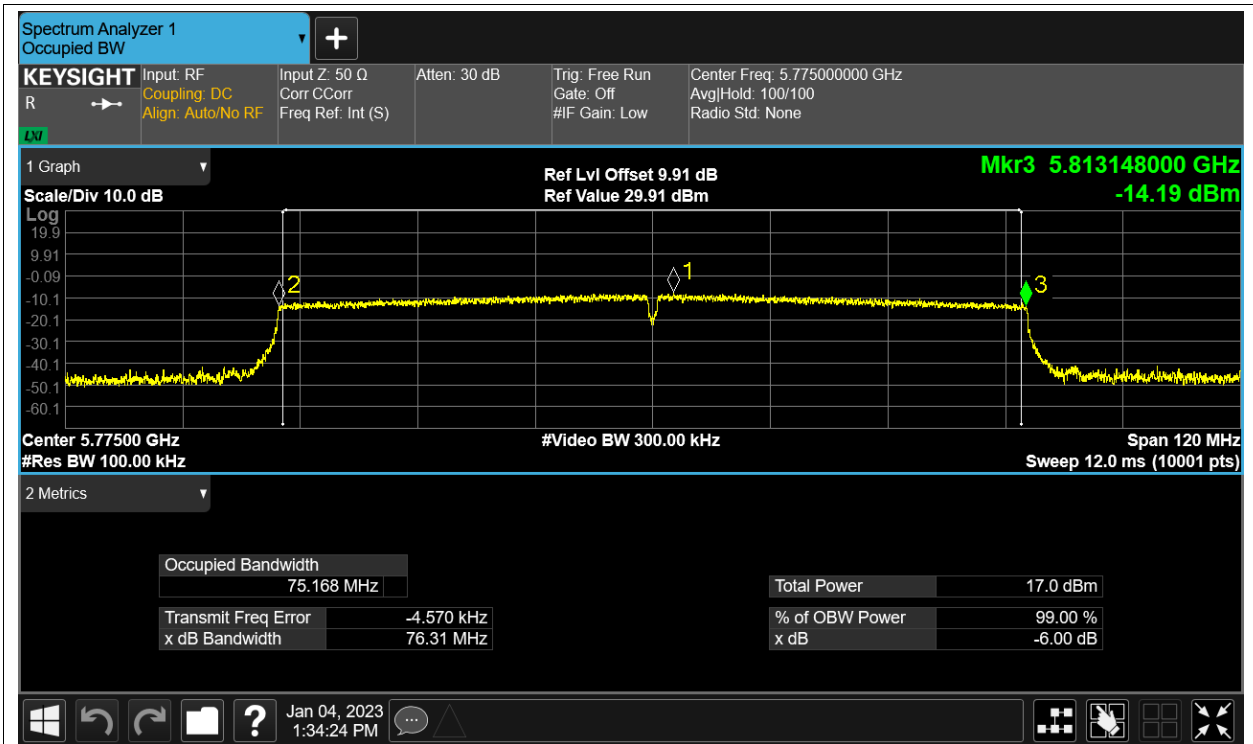 Spectrum Analyzer 1
Occupied BW
KEYSIGHT
R
LXI
Input: RF
Coupling: DC
Align: Auto/No RF
Input Z: 50 Ω
Corr CCorr
Freq Ref: Int (S)
Atten: 30 dB
Trig: Free Run
Gate: Off
#IF Gain: Low
Center Freq: 5.775000000 GHz
Avg|Hold: 100/100
Radio Std: None
1 Graph
Scale/Div 10.0 dB
Ref Lvl Offset 9.91 dB
Ref Value 29.91 dBm
Mkr3 5.813148000 GHz
-14.19 dBm
Log
19.9
9.91
-0.09
-10.1
-20.1
-30.1
-40.1
-50.1
-60.1
2
1
3
Center 5.77500 GHz
#Video BW 300.00 kHz
Span 120 MHz
#Res BW 100.00 kHz
Sweep 12.0 ms (10001 pts)
2 Metrics
Occupied Bandwidth
75.168 MHz
Transmit Freq Error -4.570 kHz
x dB Bandwidth 76.31 MHz
Total Power 17.0 dBm
% of OBW Power 99.00 %
x dB -6.00 dB
?
Jan 04, 2023
1:34:24 PM